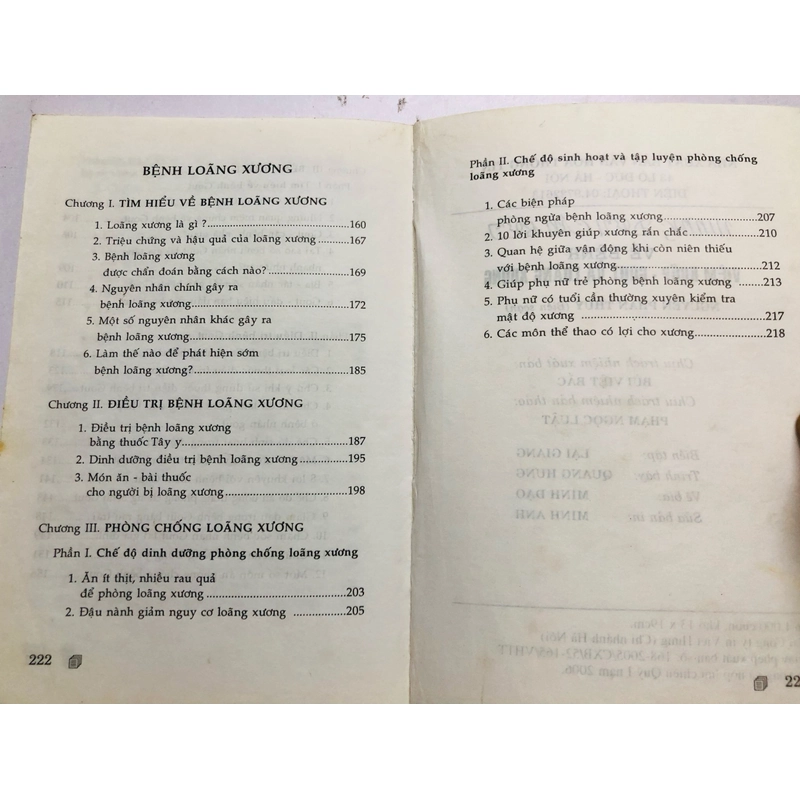 BỆNH LOÃNG XƯƠNG
Chương I. TÌM HIỂU VỀ BỆNH LOÃNG XƯƠNG
1. Loãng xương là gì ?..........160
2. Triệu chứng và hậu quả của loãng xương..........167
3. Bệnh loãng xương
được chẩn đoán bằng cách nào?..........169
4. Nguyên nhân chính gây ra
bệnh loãng xương..........172
5. Một số nguyên nhân khác gây ra
bệnh loãng xương..........175
6. Làm thế nào để phát hiện sớm
bệnh loãng xương?..........185
Chương II. ĐIỀU TRỊ BỆNH LOÃNG XƯƠNG
1. Điều trị bệnh loãng xương
bằng thuốc Tây y..........187
2. Dinh dưỡng điều trị bệnh loãng xương..........195
3. Món ăn - bài thuốc
cho người bị loãng xương..........198
Chương III. PHÒNG CHỐNG LOÃNG XƯƠNG
Phần I. Chế độ dinh dưỡng phòng chống loãng xương
1. Ăn ít thịt, nhiều rau quả
để phòng loãng xương..........203
2. Đậu nành giảm nguy cơ loãng xương ..........205
222
Phần II. Chế độ sinh hoạt và tập luyện phòng chống
loãng xương
1. Các biện pháp
phòng ngừa bệnh loãng xương..........207
2. 10 lời khuyên giúp xương rắn chắc..........210
3. Quan hệ giữa vận động khi còn niên thiếu
với bệnh loãng xương..........212
4. Giúp phụ nữ trẻ phòng bệnh loãng xương ..........213
5. Phụ nữ có tuổi cần thường xuyên kiểm tra
mật độ xương ..........217
6. Các môn thể thao có lợi cho xương..........218
22